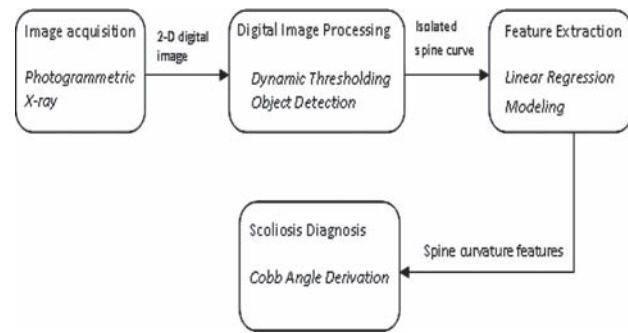 Image acquisition
Photogrammetric
X-ray
2-D digital
image
Digital Image Processing
Dynamic Thresholding
Object Detection
Isolated
spine curve
Feature Extraction
Linear Regression
Modeling
Spine curvature features
Scoliosis Diagnosis
Cobb Angle Derivation